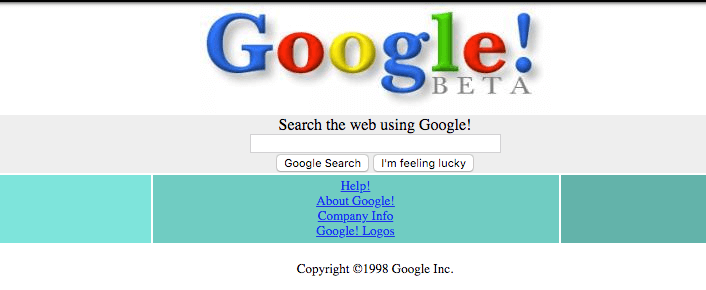 Google!
BETA
Search the web using Google!
Google Search I'm feeling lucky
Help!
About Google!
Company Info
Google! Logos
Copyright ©1998 Google Inc.